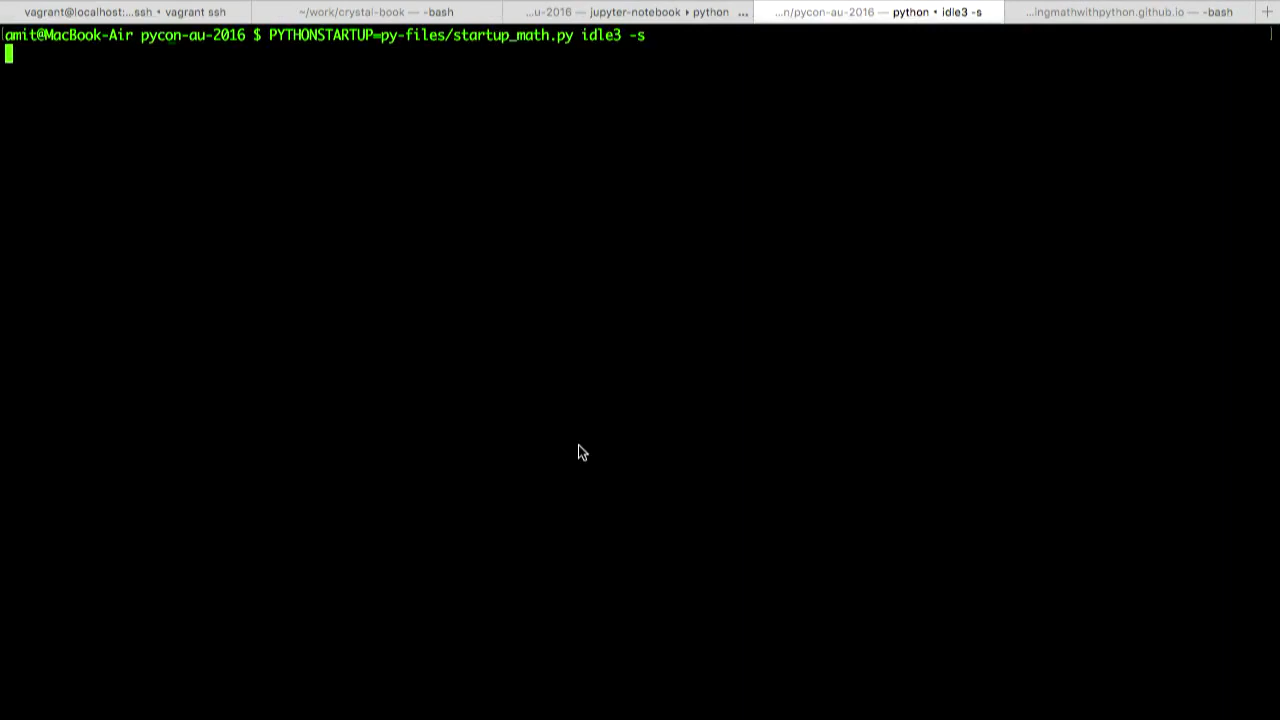 vagrant@localhost:...ssh • vagrant ssh
~/work/crystal-book — -bash
...u-2016 — jupyter-notebook ▸ python ...
...n/pycon-au-2016 — python • idle3 -s
...ingmathwithpython.github.io — -bash
+
amit@MacBook-Air pycon-au-2016 $ PYTHONSTARTUP=py-files/startup_math.py idle3 -s